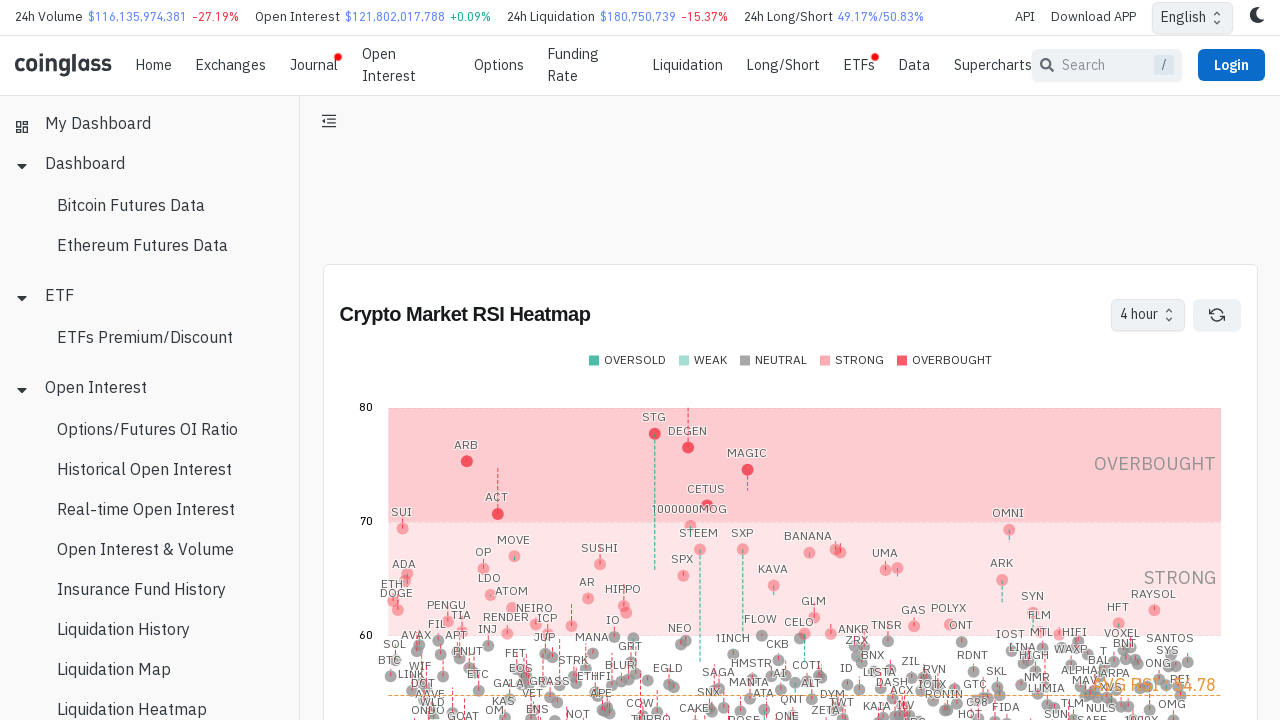 24h Volume $116,135,974,381 -27.19% Open Interest $121,802,017,788 +0.09% 24h Liquidation $180,750,739 -15.37% 24h Long/Short 49.17%/50.83% API Download APP English
coinglass Home Exchanges Journal Open Interest Options Funding Rate Liquidation Long/Short ETFs Data Supercharts Search / Login
My Dashboard
Dashboard
Bitcoin Futures Data
Ethereum Futures Data
ETF
ETFs Premium/Discount
Open Interest
Options/Futures OI Ratio
Historical Open Interest
Real-time Open Interest
Open Interest & Volume
Insurance Fund History
Liquidation History
Liquidation Map
Liquidation Heatmap
Crypto Market RSI Heatmap 4 hour
OVERSOLD WEAK NEUTRAL STRONG OVERBOUGHT
80
STG
DEGEN
ARB
MAGIC
OVERBOUGHT
CETUS
ACT
1000000MOG
SUI
OMNI
70
STEEM SXP
BANANA
MOVE
SUSHI
OP
UMA
SPX
ADA
KAVA
ARK
STRONG
LDO
ETH
AR
HIPPO
DOGE
ATOM
RAYSOL
SYN
GLM
PENGU
NEIRO
GAS
POLYX
HFT
TIA
RENDER
ICP
IO
FLOW
CELO
FLM
FIL
INJ
NEO
ANKR
TNSR
ONT
60
AVAX
APT
JUP
MANA
1INCH
ZRX
IOST
MTL
HIFI
VOXEL
SANTOS
SOL
GRT
CKB
LINA
WAXP
BNT
BTC
PNUT
FET
STRK
BLUR
HMSTR
COTI
BNX
ZIL
RDNT
HIGH
BAL
SYS
WIF
LINK
EOS
ETC
ETHFI
EGLD
SAGA
ID
LISTA
RVN
SKL
NMR
ALPHA
ARPA
ONG
DOT
GALA
GRASS
MANTA
ALT
DASH
IOTX
GTC
LUMIA
AAVE
VET
APE
SNX
ATA
QNT
DYM
ACX
RONIN
WLD
KAS
COW
TWT
ILV
C98
TLM
NULS
OMG
ONDO
OM
ENS
NOT
CAKE
ONE
ZETA
KAIA
HOT
FIDA
SUN
GOAT
TURBO